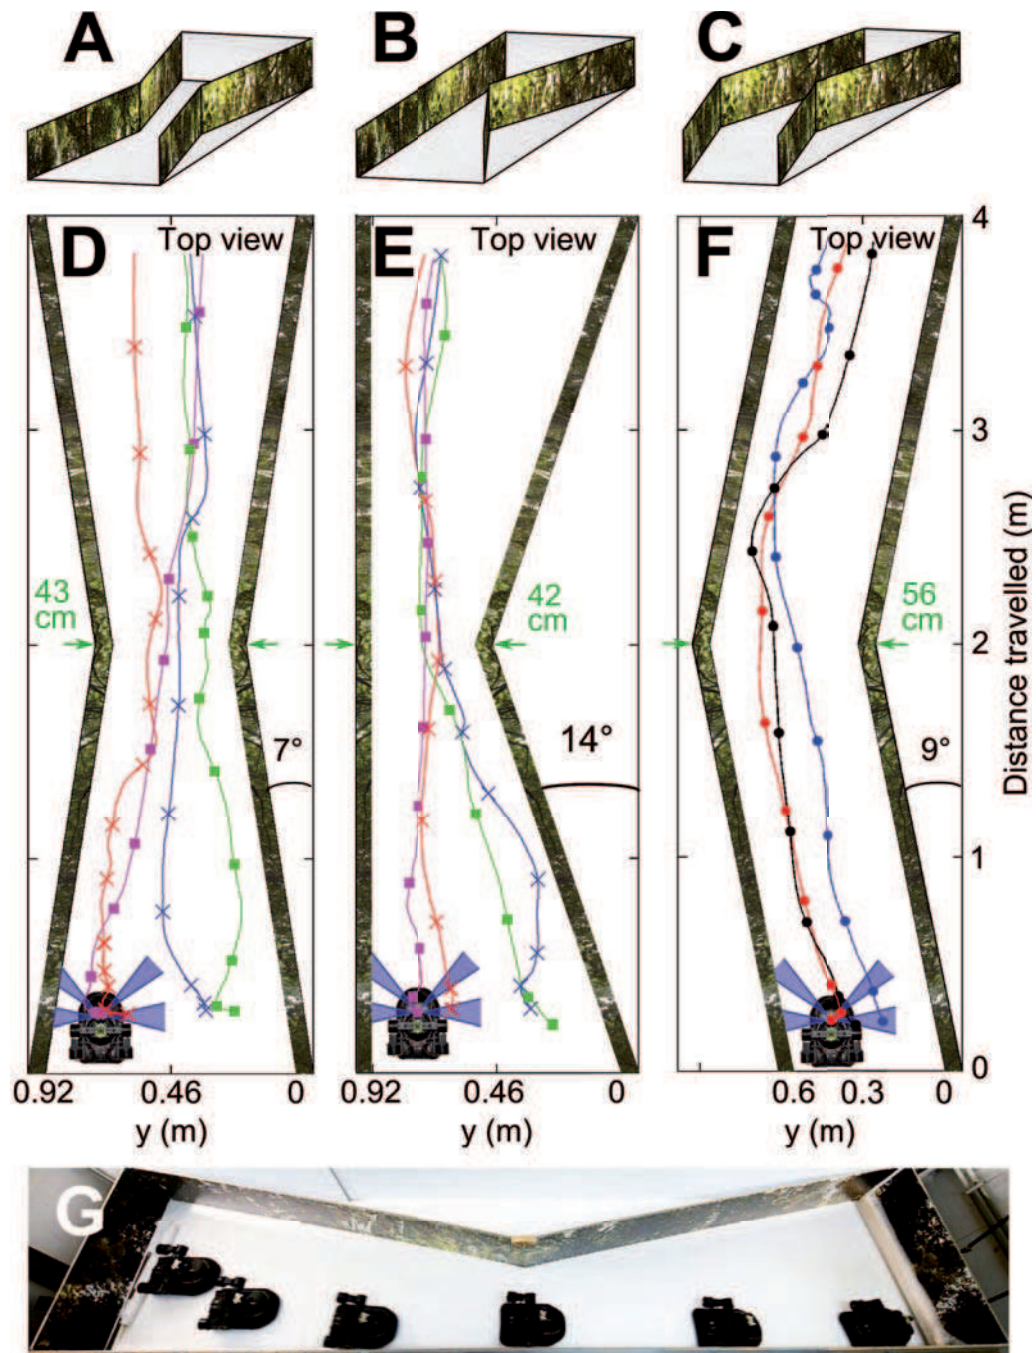 A B C
D Top view
E Top view
F Top view
4
3
43
cm
42
cm
56
cm
2
7°
14°
9°
1
0
Distance travelled (m)
0.92 0.46 0
0.92 0.46 0
0.6 0.3 0
y (m) y (m) y (m)
G